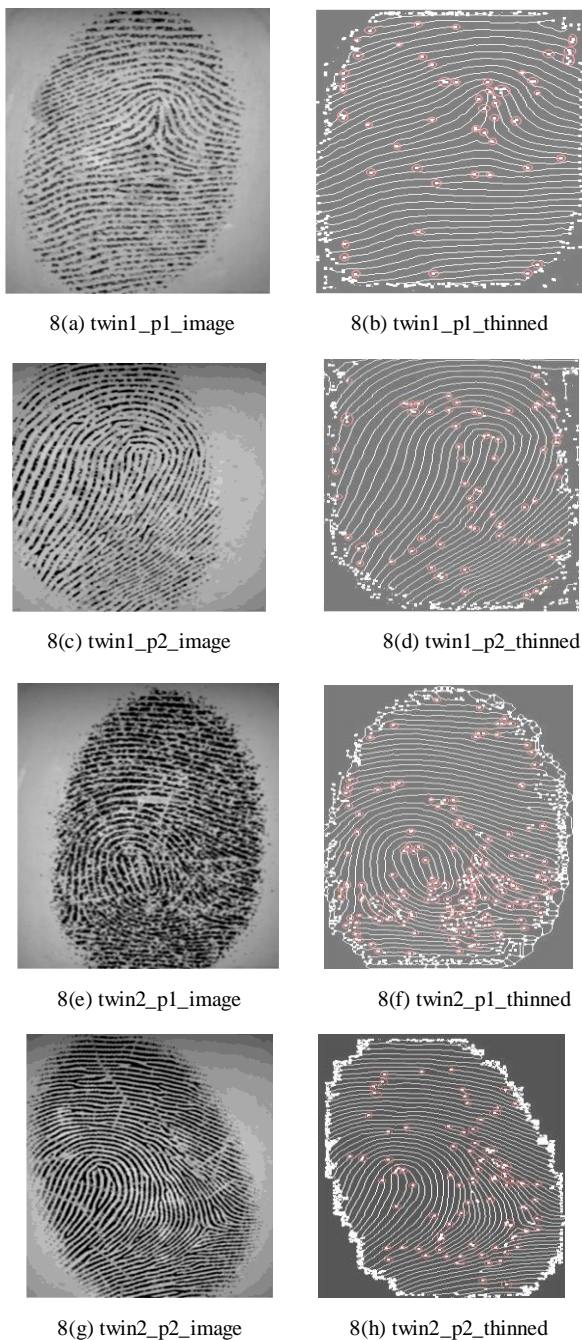 8(a) twin1_p1_image 8(b) twin1_p1_thinned
8(c) twin1_p2_image 8(d) twin1_p2_thinned
8(e) twin2_p1_image 8(f) twin2_p1_thinned
8(g) twin2_p2_image 8(h) twin2_p2_thinned